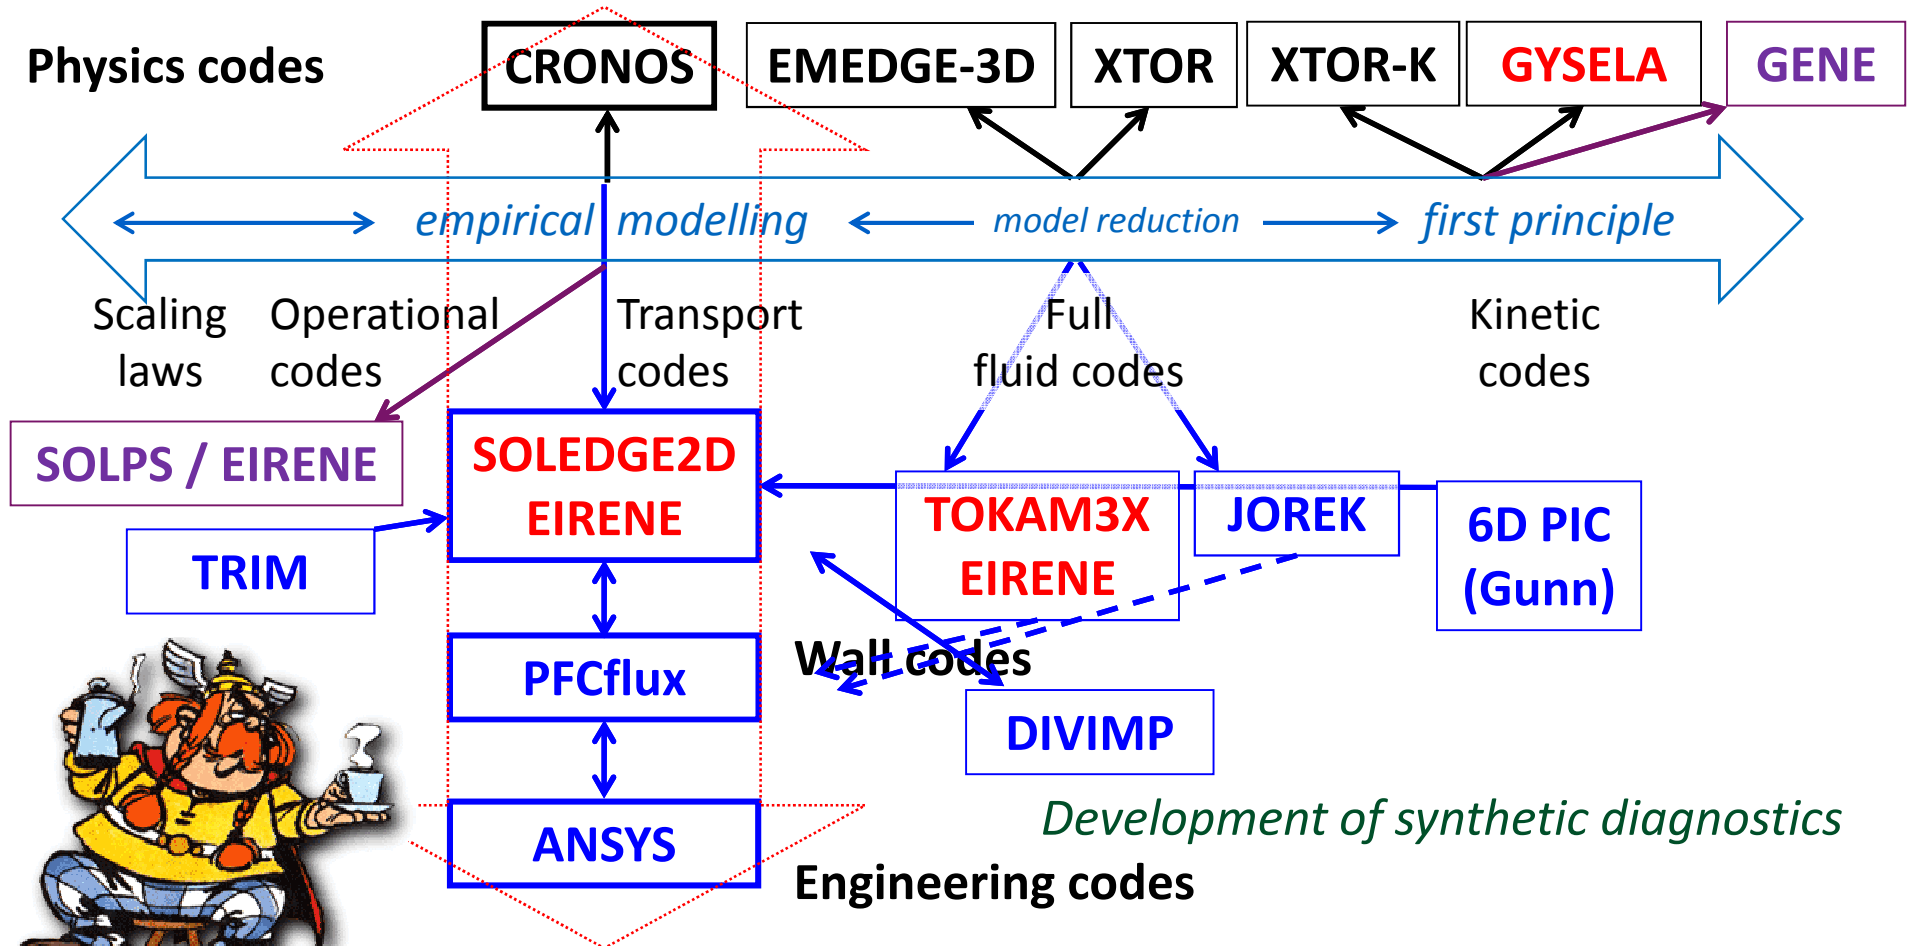 Physics codes
CRONOS
EMEDGE-3D
XTOR
XTOR-K
GYSELA
GENE
empirical modelling
model reduction
first principle
Scaling
laws
Operational
codes
Transport
codes
Full
fluid codes
Kinetic
codes
SOLPS / EIRENE
SOLEDGE2D
EIRENE
TOKAM3X
EIRENE
JOREK
6D PIC
(Gunn)
TRIM
PFCflux
Wall codes
DIVIMP
ANSYS
Development of synthetic diagnostics
Engineering codes